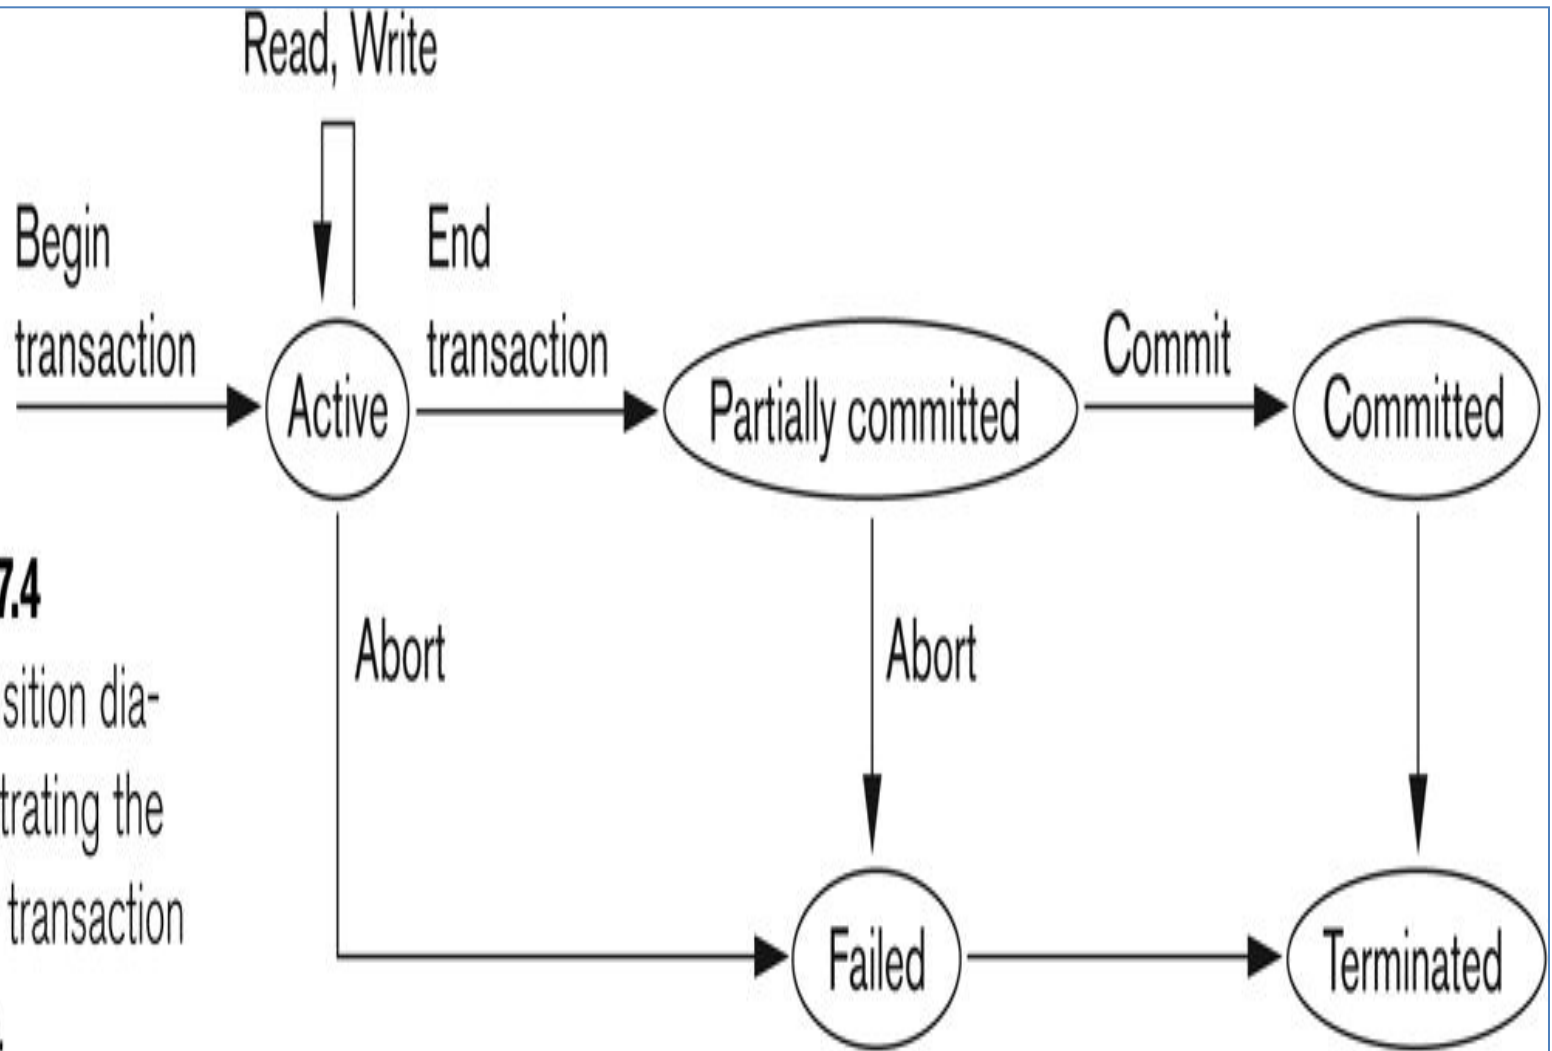 Read, Write
Begin
transaction
End
transaction
Commit
Active
Partially committed
Committed
7.4
sition dia-
trating the
transaction
Abort
Abort
Failed
Terminated